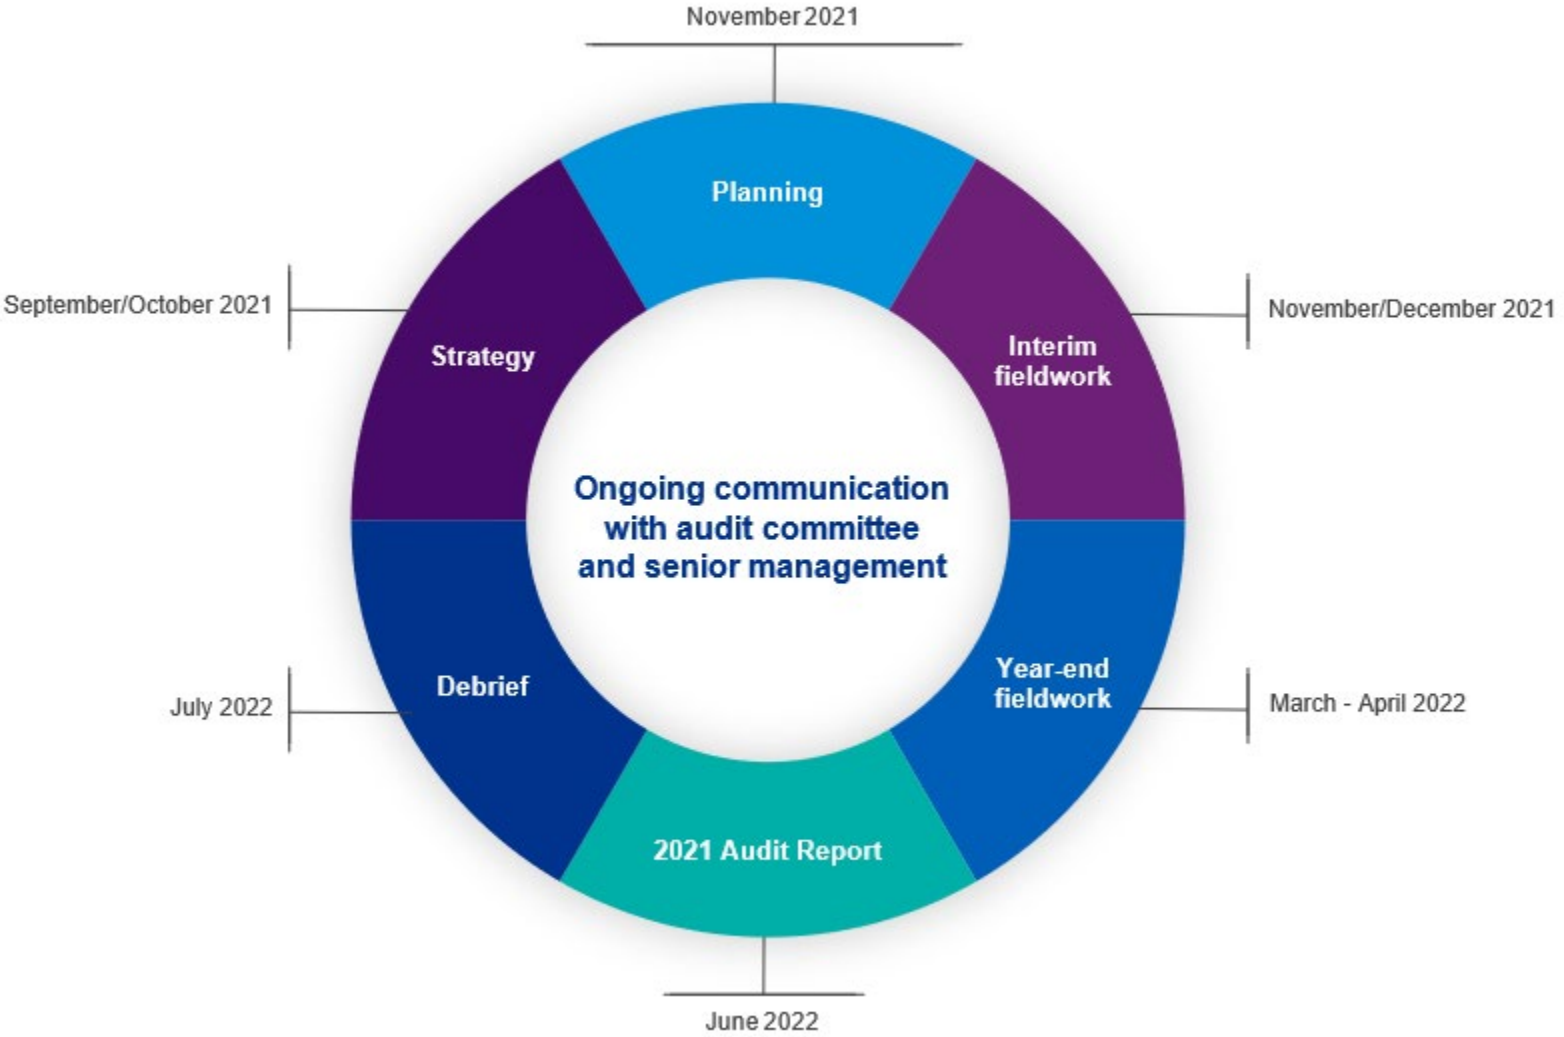 November 2021
Planning
September/October 2021
November/December 2021
Strategy
Interim
fieldwork
Ongoing communication
with audit committee
and senior management
Debrief
Year-end
fieldwork
July 2022
March - April 2022
2021 Audit Report
June 2022